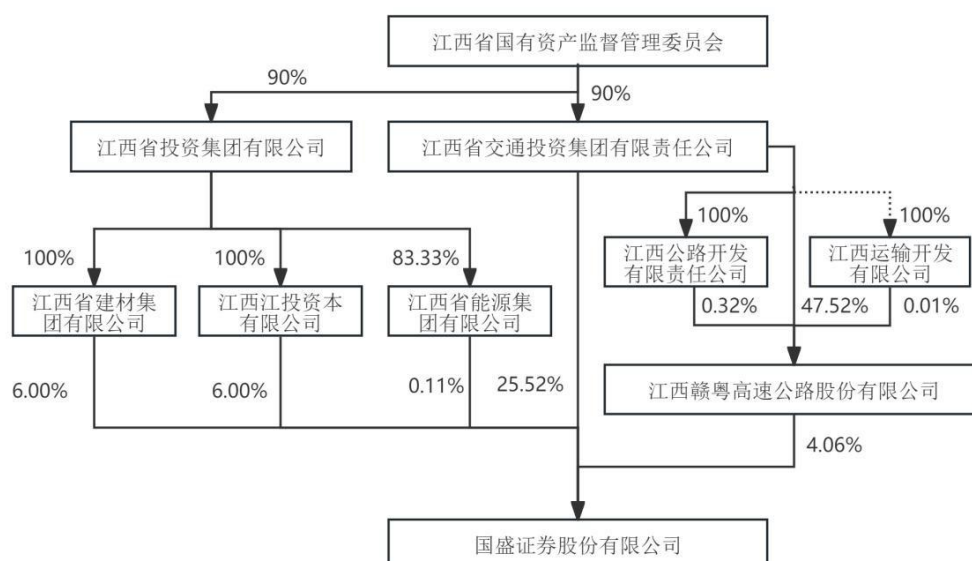 江西省国有资产监督管理委员会
90%
90%
江西省投资集团有限公司
江西省交通投资集团有限责任公司
100%
100%
83.33%
100%
100%
江西公路开发
有限责任公司
江西运输开发
有限公司
江西省建材集
团有限公司
江西江投资本
有限公司
江西省能源集
团有限公司
0.32%
47.52%
0.01%
6.00%
6.00%
0.11%
25.52%
江西赣粤高速公路股份有限公司
4.06%
国盛证券股份有限公司